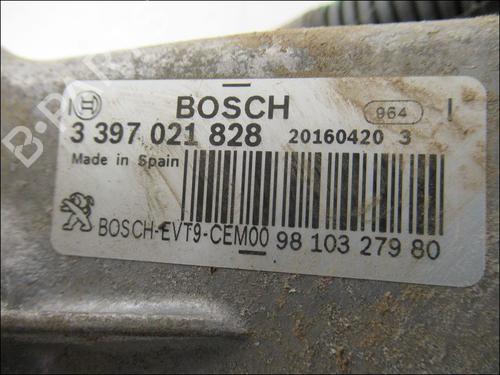 BOSCH
964
3 397 021 828 20160420 3
Made in Spain
BOSCH-EVT9-CEM00 98 103 279 80